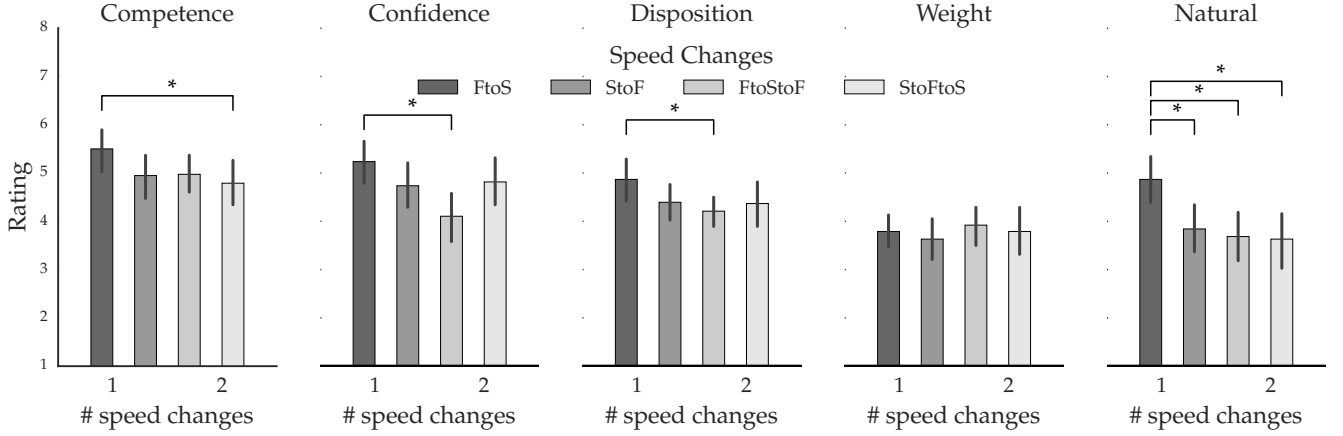 Competence Confidence Disposition Weight Natural
8
Speed Changes
7
FtoS StoF FtoStoF StoFtoS
* * * * * *
6
5
Rating
4
3
2
1
1 2 1 2 1 2 1 2 1 2
# speed changes # speed changes # speed changes # speed changes # speed changes